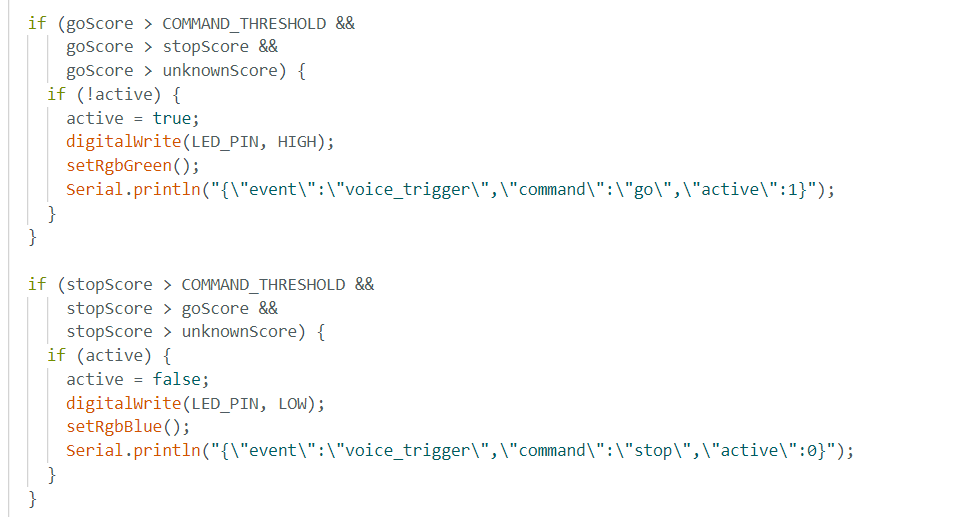 if (goScore > COMMAND_THRESHOLD &&
    goScore > stopScore &&
    goScore > unknownScore) {
  if (!active) {
    active = true;
    digitalWrite(LED_PIN, HIGH);
    setRgbGreen();
    Serial.println("{\"event\":\"voice_trigger\",\"command\":\"go\",\"active\":1}");
  }
}

if (stopScore > COMMAND_THRESHOLD &&
    stopScore > goScore &&
    stopScore > unknownScore) {
  if (active) {
    active = false;
    digitalWrite(LED_PIN, LOW);
    setRgbBlue();
    Serial.println("{\"event\":\"voice_trigger\",\"command\":\"stop\",\"active\":0}");
  }
}